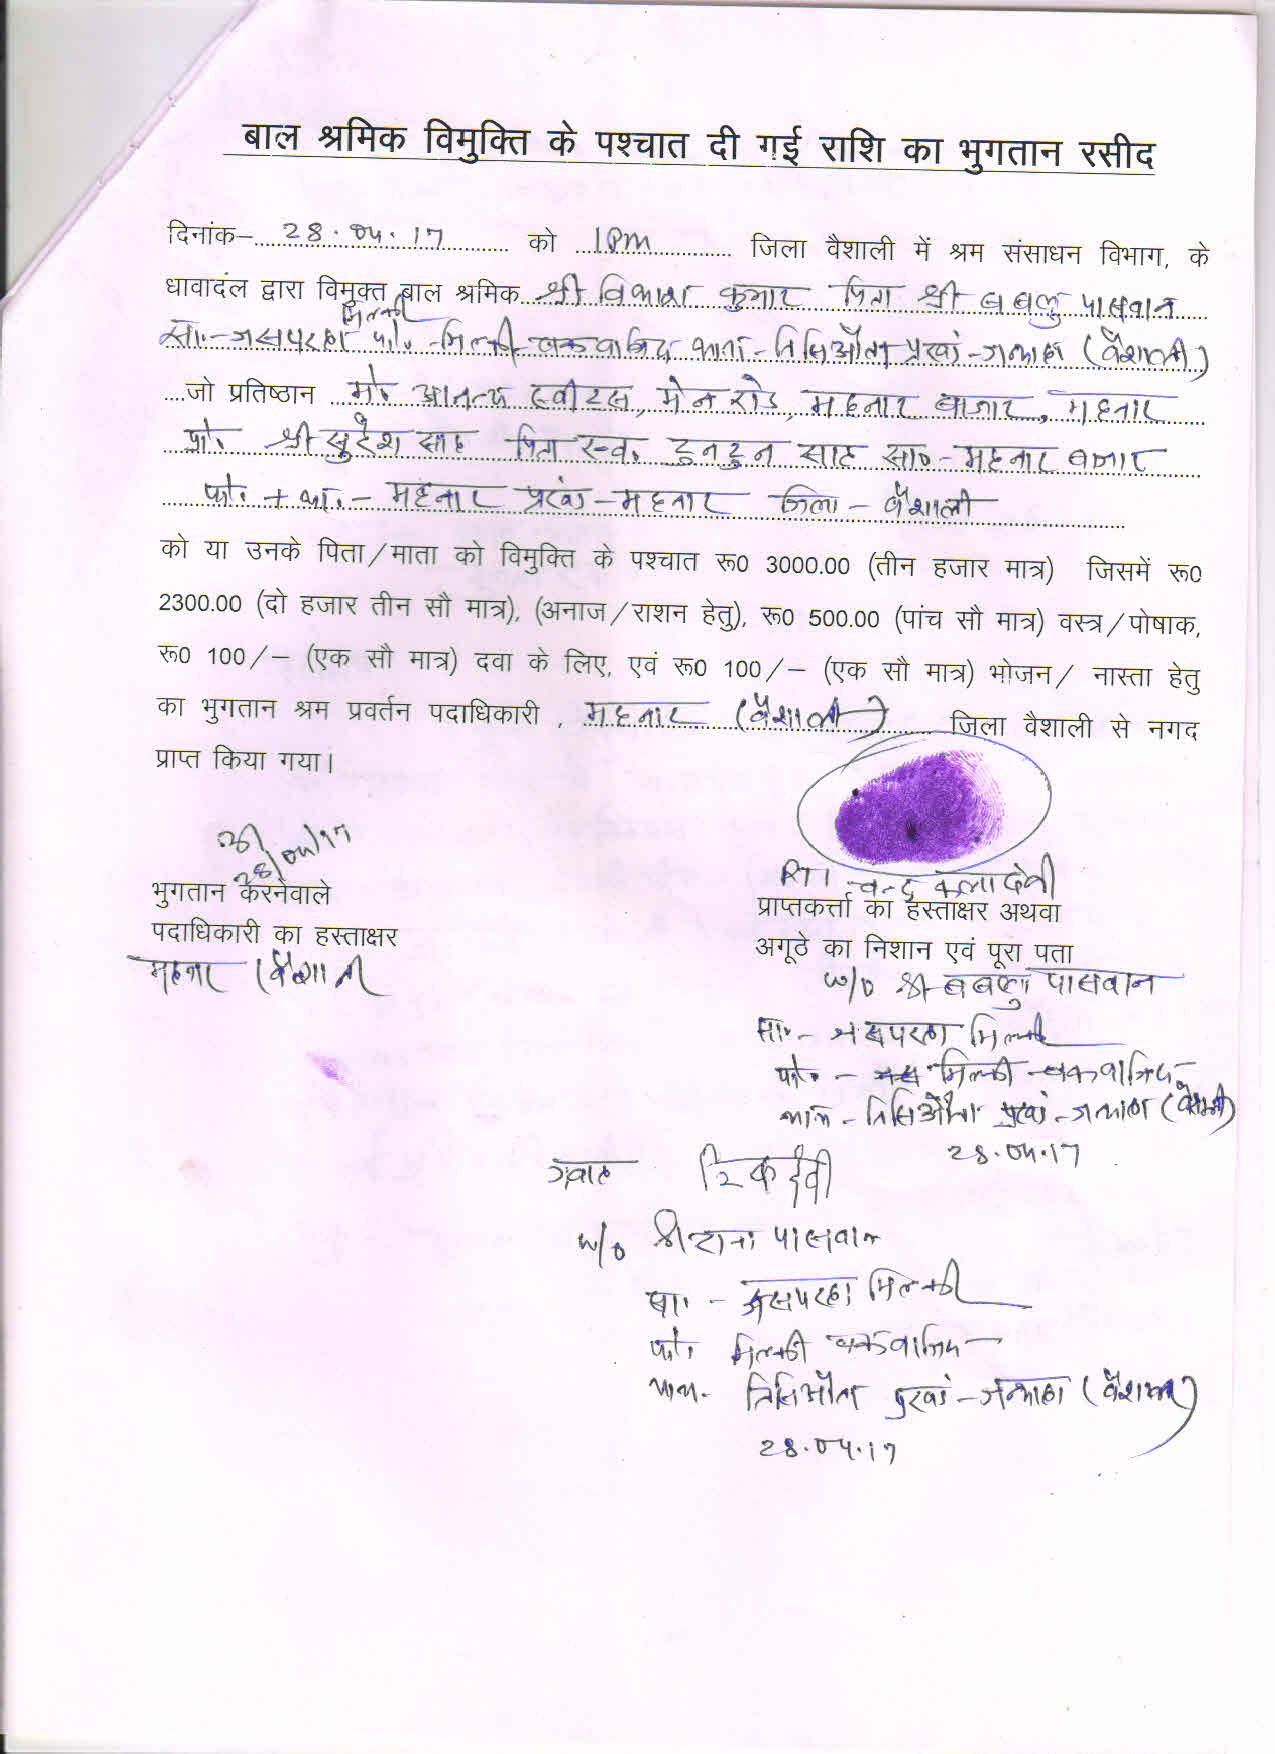 बाल श्रमिक विमुक्ति के पश्चात दी गई राशि का भुगतान रसीद
दिनांक– 28.04.17 को 1PM जिला वैशाली में श्रम संसाधन विभाग, के
धावादंल द्वारा विमुक्त बाल श्रमिक श्री विकाश कुमार पिता श्री बबलु पासवान
मिल्की
सा०-जसपरहा पो०-मिल्की चकवाजिद थाना-तिसिऔता प्रखंड-जन्दाहा (वैशाली)
जो प्रतिष्ठान मे० आनन्द स्वीट्स, मेन रोड, महनार बाजार, महनार
प्रो० श्री सुरेश साह पिता स्व० टुनटुन साह सा०-महनार बजार
पो०+था०-महनार प्रखंड-महनार जिला-वैशाली
को या उनके पिता/माता को विमुक्ति के पश्चात रू0 3000.00 (तीन हजार मात्र) जिसमें रू0
2300.00 (दो हजार तीन सौ मात्र), (अनाज/राशन हेतु), रू0 500.00 (पांच सौ मात्र) वस्त्र/पोषाक,
रू0 100/– (एक सौ मात्र) दवा के लिए, एवं रू0 100/– (एक सौ मात्र) भोजन/ नास्ता हेतु
का भुगतान श्रम प्रवर्तन पदाधिकारी , महनार (वैशाली) जिला वैशाली से नगद
प्राप्त किया गया।
28/04/17
भुगतान करनेवाले
पदाधिकारी का हस्ताक्षर
महनार (वैशाली)
RTI चन्द्रकला देवी
प्राप्तकर्त्ता का हस्ताक्षर अथवा
अगूठे का निशान एवं पूरा पता
w/o श्री बबलु पासवान
सा०-जसपरहा मिल्की
पो०- मिल्की चकवाजिद
थाना-तिसिऔता प्रखंड-जन्दाहा (वैशाली)
28.04.17
गवाह देवी
w/o श्री पासवान
सा०-जसपरहा मिल्की
पो० मिल्की चकवाजिद
थाना- तिसिऔता प्रखंड-जन्दाहा (वैशाली)
28.04.17